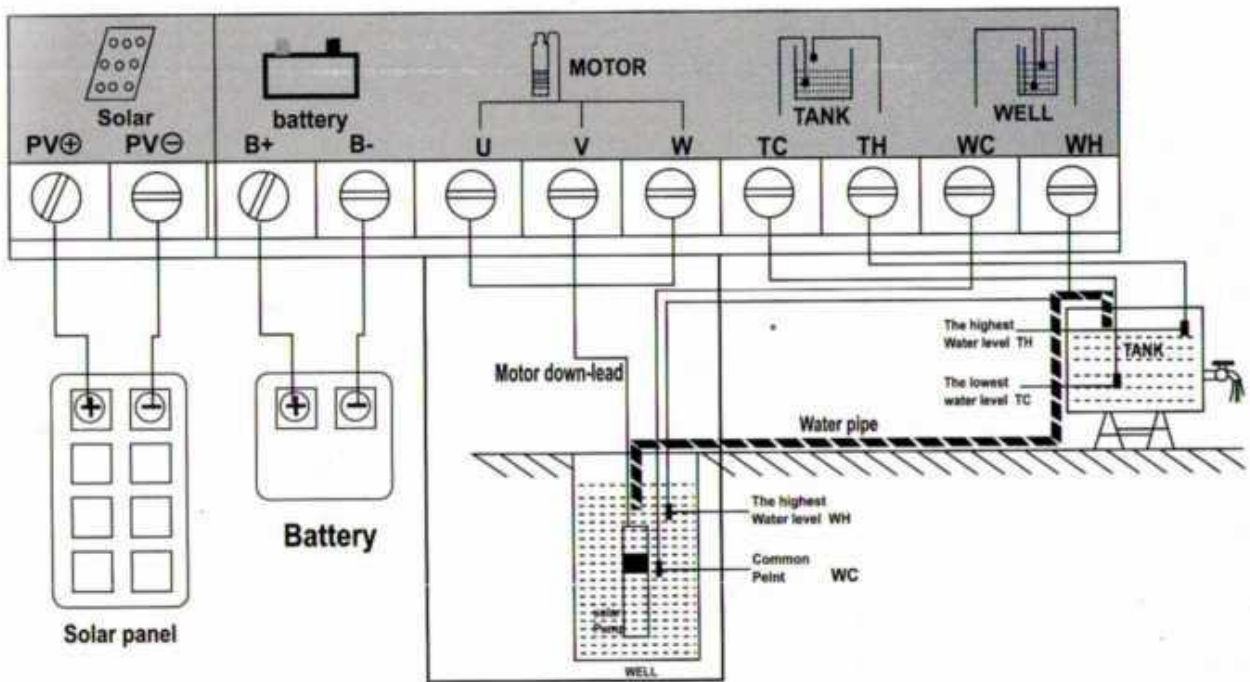 Solar
battery
MOTOR
TANK
WELL
PV⊕
PV⊖
B+
B-
U
V
W
TC
TH
WC
WH
The highest
Water level TH
TANK
The lowest
water level TC
Motor down-lead
Water pipe
The highest
Water level WH
Common
Peint WC
solar
Pump
WELL
Battery
Solar panel